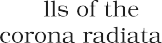 lls of the
corona radiata